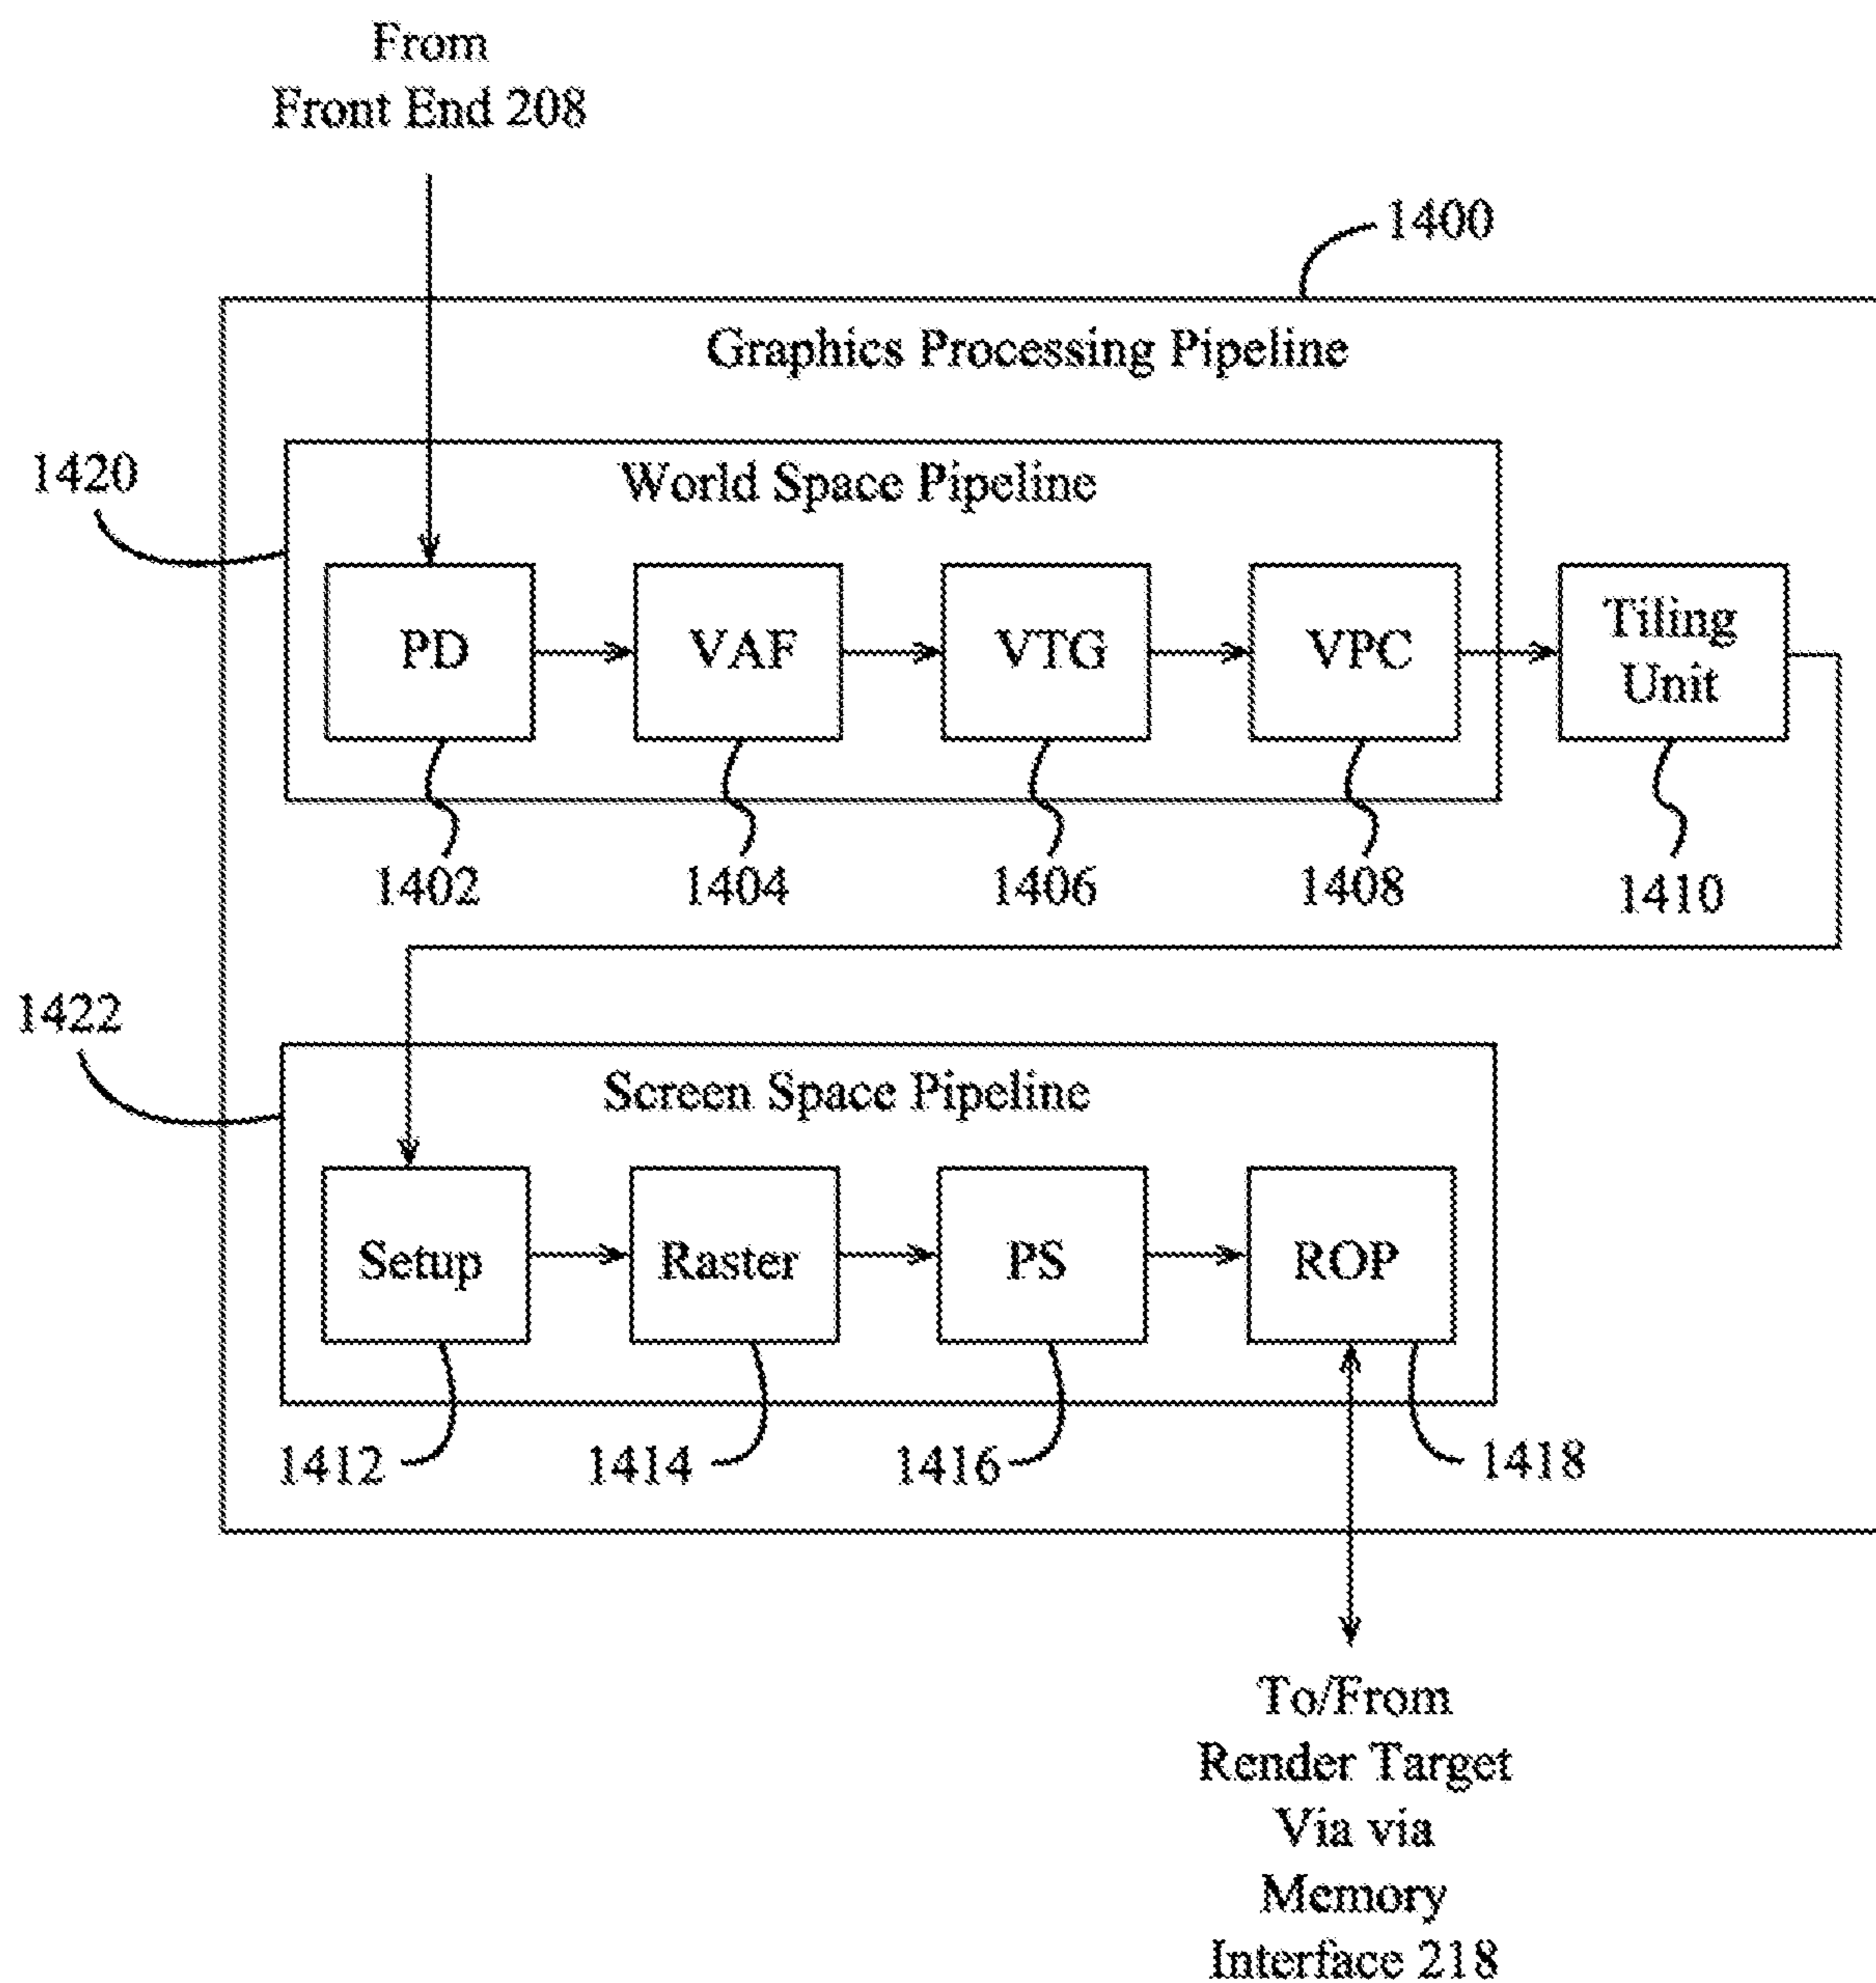 From
Front End 208
1400
Graphics Processing Pipeline
1420
World Space Pipeline
PD
VAF
VTG
VPC
Tiling
Unit
1402
1404
1406
1408
1410
1422
Screen Space Pipeline
Setup
Raster
PS
ROP
1412
1414
1416
1418
To/From
Render Target
Via via
Memory
Interface 218